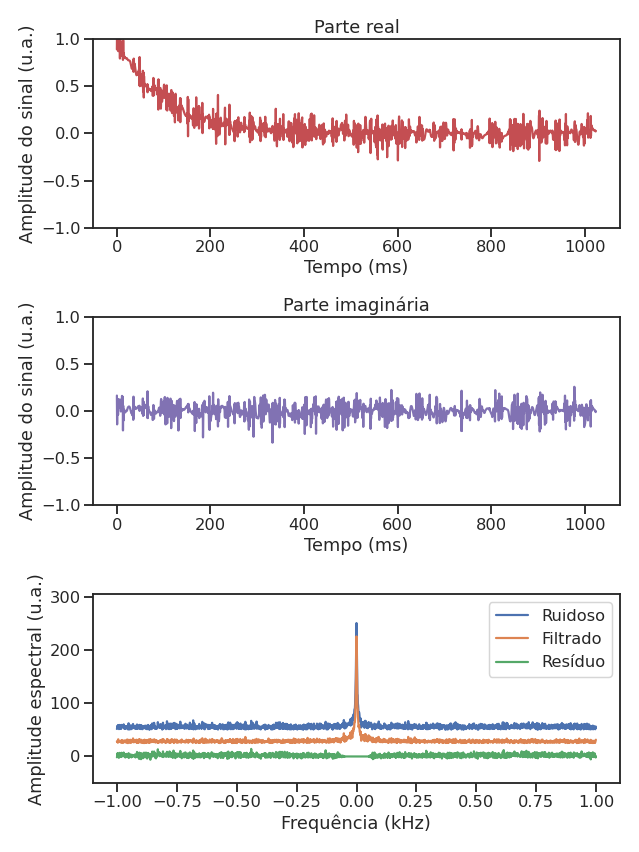 Parte real
Amplitude do sinal (u.a.)
1.0
0.5
0.0
−0.5
−1.0
0 200 400 600 800 1000
Tempo (ms)
Parte imaginária
Amplitude do sinal (u.a.)
1.0
0.5
0.0
−0.5
−1.0
0 200 400 600 800 1000
Tempo (ms)
Amplitude espectral (u.a.)
300
200
100
0
Ruidoso
Filtrado
Resíduo
−1.00 −0.75 −0.50 −0.25 0.00 0.25 0.50 0.75 1.00
Frequência (kHz)